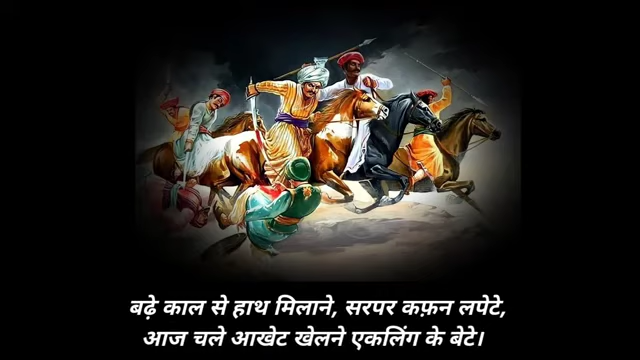 बढ़े काल से हाथ मिलाने, सरपर कफ़न लपेटे,
आज चले आखेट खेलने एकलिंग के बेटे।